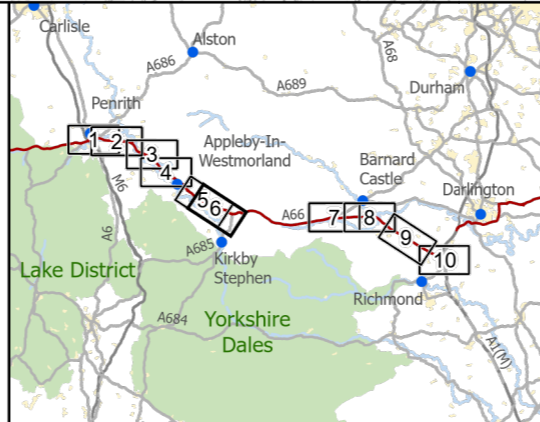 Carlisle
Alston
A686
A68
A689
Durham
Penrith
1
2
3
4
Appleby-In-
Westmorland
Barnard
Castle
Darlington
M6
5
6
A66
7
8
9
10
A6
A685
Kirkby
Stephen
Lake District
Richmond
A684
Yorkshire
Dales
A1(M)